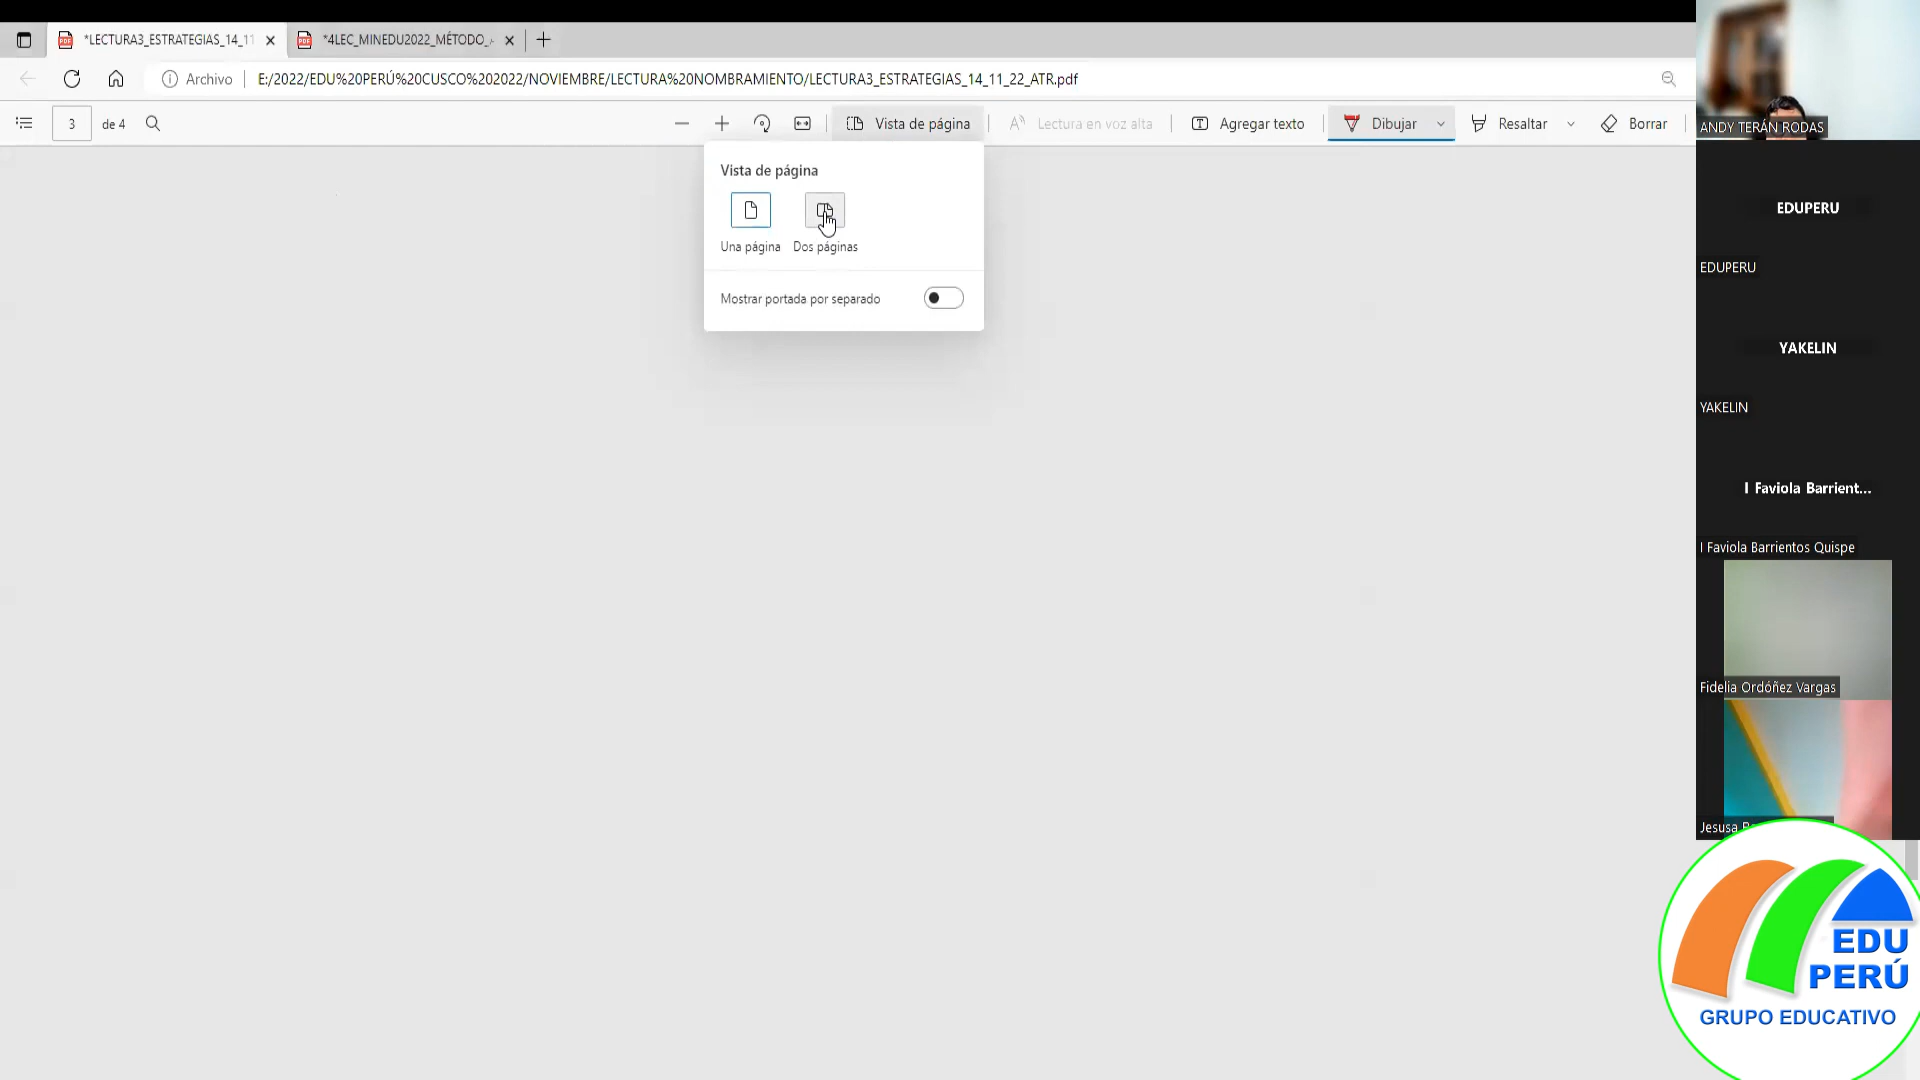 *LECTURA3_ESTRATEGIAS_14_11
*4LEC_MINEDU2022_MÉTODO_
Archivo
E:/2022/EDU%20PERÚ%20CUSCO%202022/NOVIEMBRE/LECTURA%20NOMBRAMIENTO/LECTURA3_ESTRATEGIAS_14_11_22_ATR.pdf
3 de 4
Vista de página
Lectura en voz alta
Agregar texto
Dibujar
Resaltar
Borrar
Vista de página
Una página
Dos páginas
Mostrar portada por separado
ANDY TERÁN RODAS
EDUPERU
EDUPERU
YAKELIN
YAKELIN
I Faviola Barrient...
I Faviola Barrientos Quispe
Fidelia Ordóñez Vargas
Jesusa
EDU
PERÚ
GRUPO EDUCATIVO